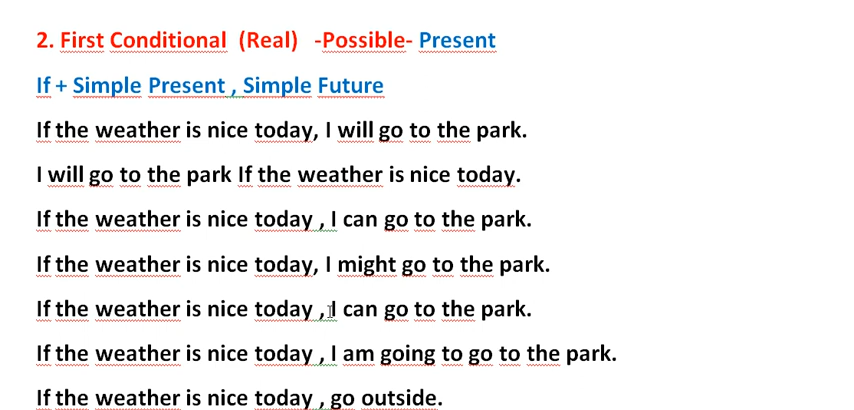 2. First Conditional (Real) -Possible- Present
If + Simple Present , Simple Future
If the weather is nice today, I will go to the park.
I will go to the park If the weather is nice today.
If the weather is nice today , I can go to the park.
If the weather is nice today, I might go to the park.
If the weather is nice today , I can go to the park.
If the weather is nice today , I am going to go to the park.
If the weather is nice today , go outside.